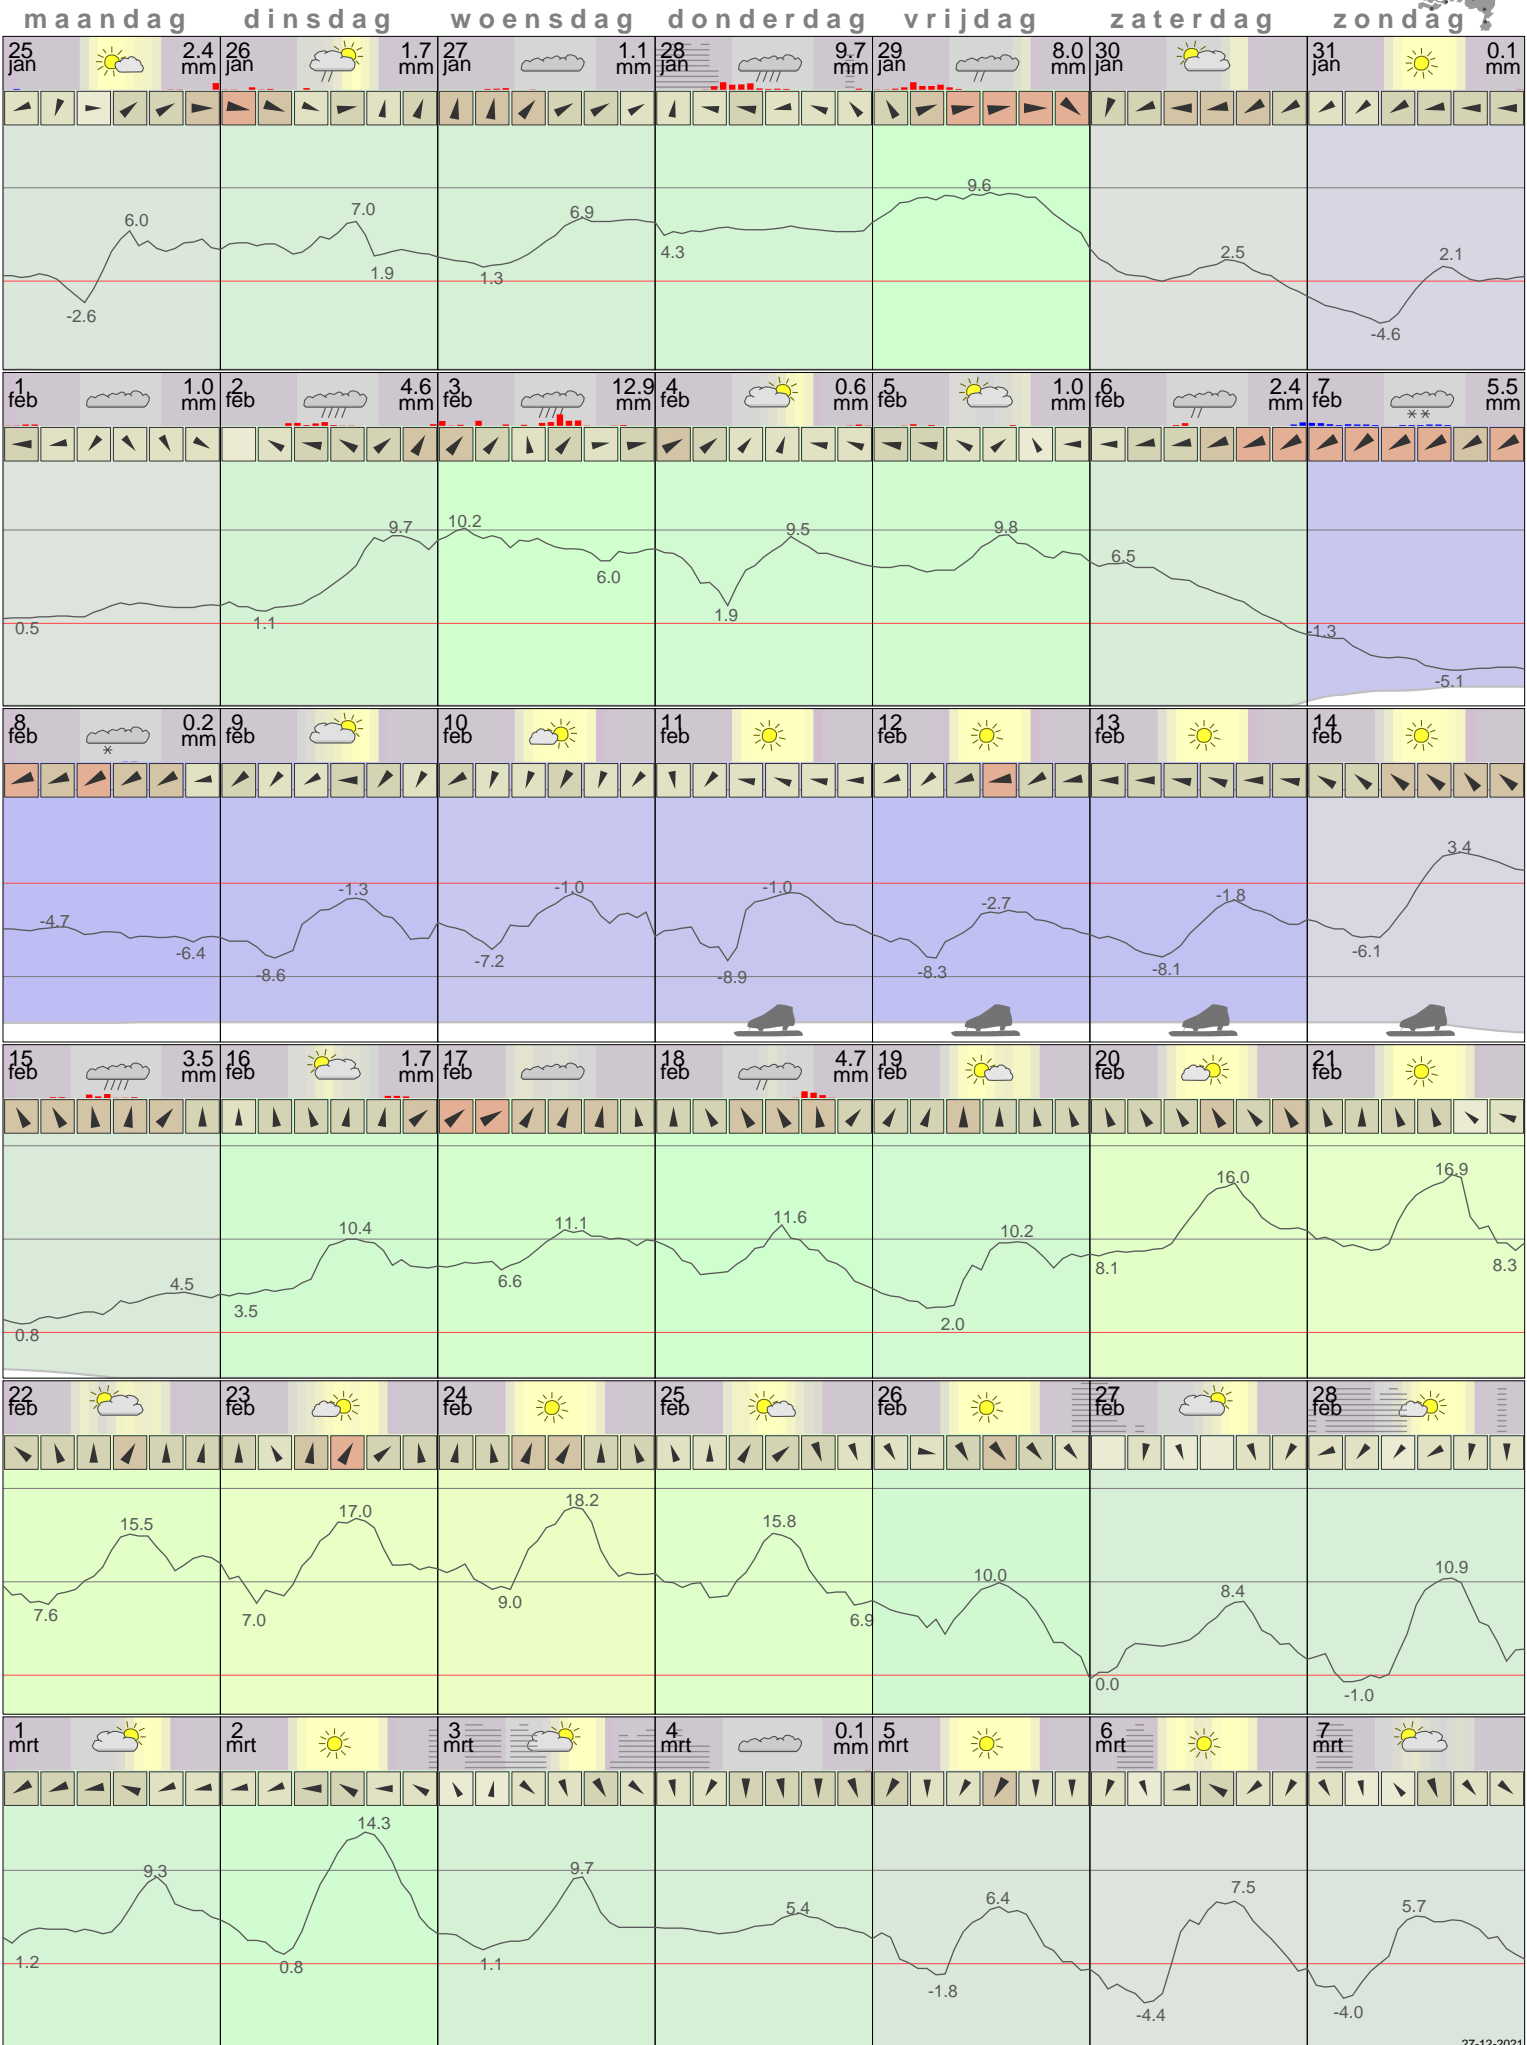 maandag dinsdag woensdag donderdag vrijdag zaterdag zondag
25 jan 2.4 mm 26 jan 1.7 mm 27 jan 1.1 mm 28 jan 9.7 mm 29 jan 8.0 mm 30 jan 31 jan 0.1 mm
6.0 7.0 6.9 9.6 2.5 2.1
-2.6 1.9 1.3 4.3 -4.6
1 feb 1.0 mm 2 feb 4.6 mm 3 feb 12.9 mm 4 feb 0.6 mm 5 feb 1.0 mm 6 feb 2.4 mm 7 feb 5.5 mm
9.7 10.2 9.5 9.8 6.5
0.5 1.1 6.0 1.9 -1.3 -5.1
8 feb 0.2 mm 9 feb 10 feb 11 feb 12 feb 13 feb 14 feb
-4.7 -1.3 -1.0 -1.0 -2.7 -1.8 3.4
-6.4 -8.6 -7.2 -8.9 -8.3 -8.1 -6.1
15 feb 3.5 mm 16 feb 1.7 mm 17 feb 18 feb 4.7 mm 19 feb 20 feb 21 feb
4.5 10.4 11.1 11.6 10.2 16.0 16.9
0.8 3.5 6.6 2.0 8.1 8.3
22 feb 23 feb 24 feb 25 feb 26 feb 27 feb 28 feb
15.5 17.0 18.2 15.8 10.0 8.4 10.9
7.6 7.0 9.0 6.9 0.0 -1.0
1 mrt 2 mrt 3 mrt 4 mrt 0.1 mm 5 mrt 6 mrt 7 mrt
9.3 14.3 9.7 5.4 6.4 7.5 5.7
1.2 0.8 1.1 -1.8 -4.4 -4.0
27-12-2021